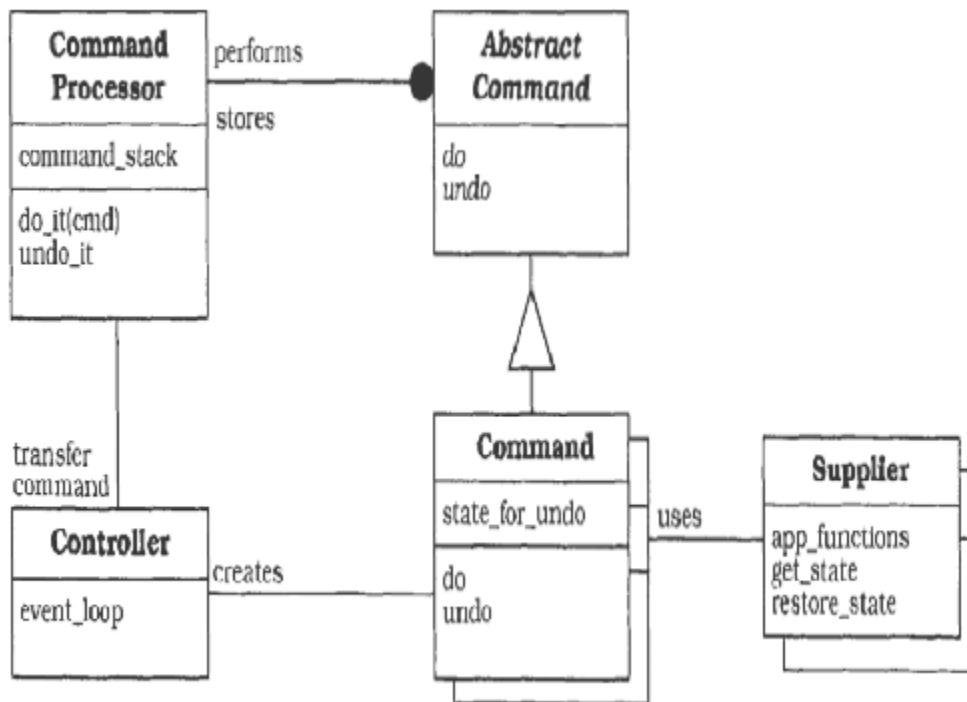 Command
Processor
command_stack
do_it(cmd)
undo_it
performs
stores
Abstract
Command
do
undo
transfer
command
Controller
event_loop
creates
Command
state_for_undo
do
undo
uses
Supplier
app_functions
get_state
restore_state